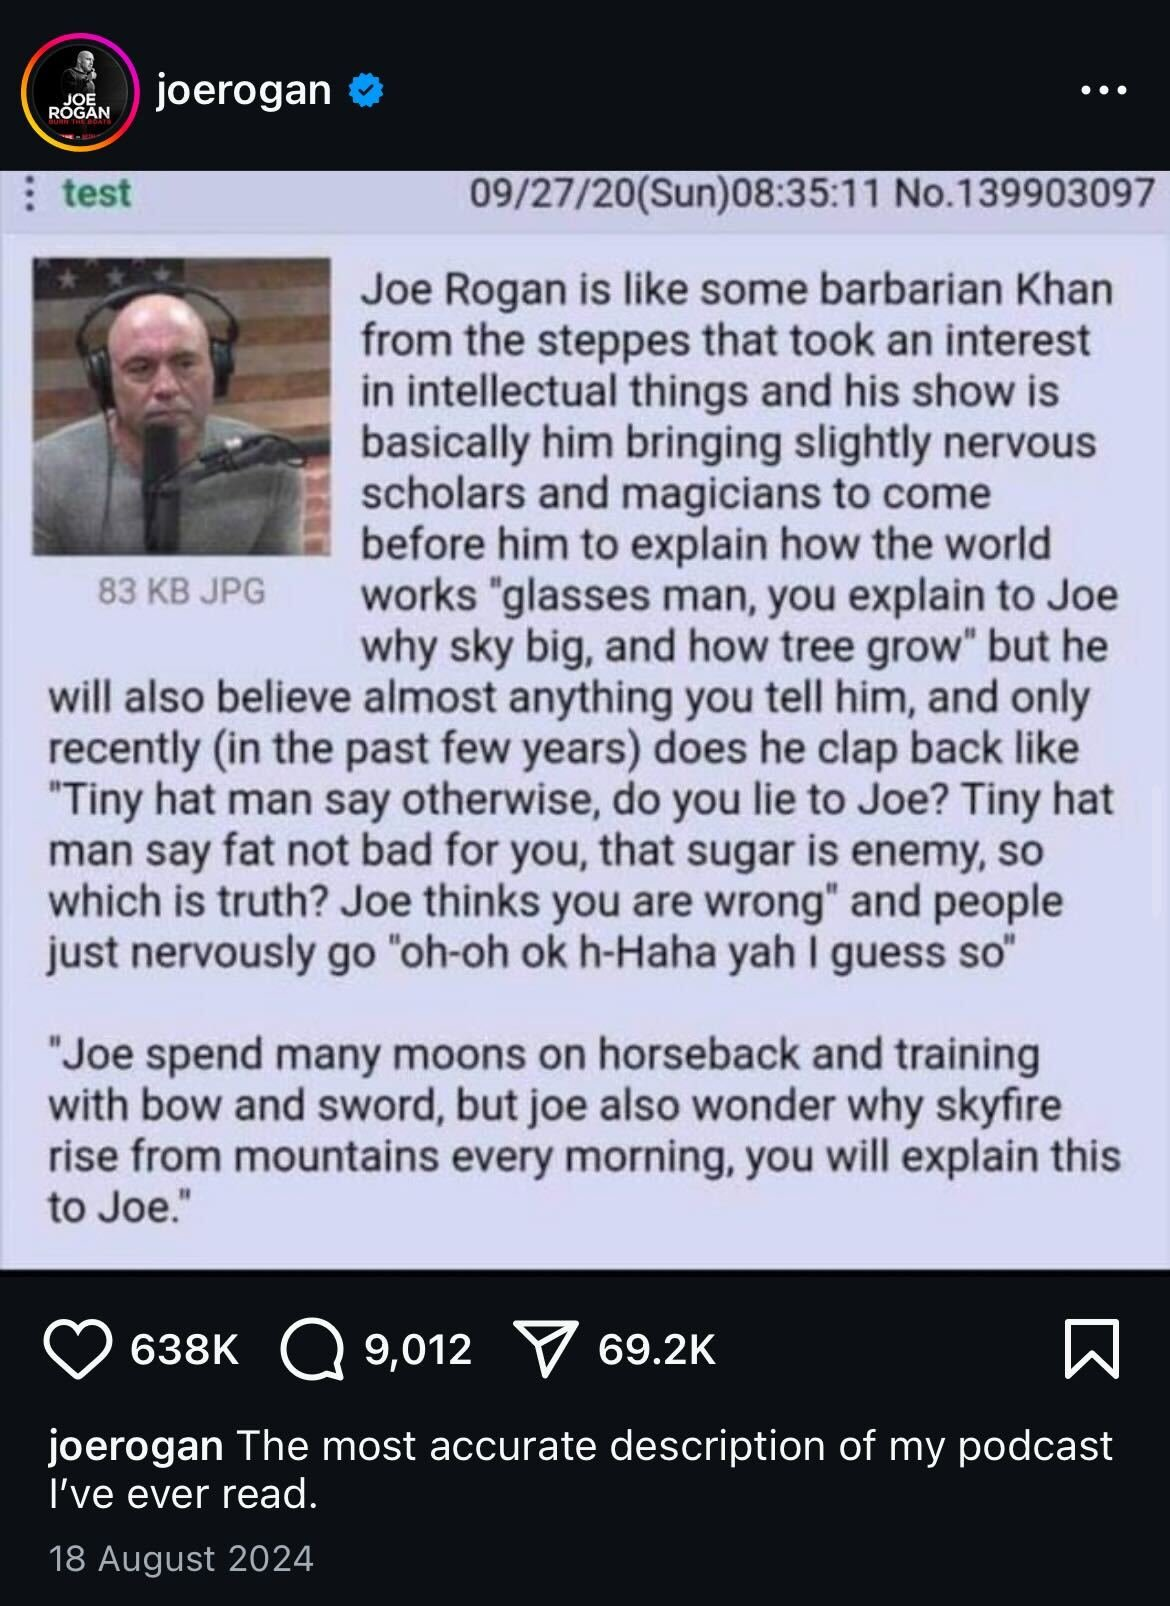 JOE
ROGAN
BURN THE BOATS
joerogan
test
09/27/20(Sun)08:35:11 No.139903097
Joe Rogan is like some barbarian Khan
from the steppes that took an interest
in intellectual things and his show is
basically him bringing slightly nervous
scholars and magicians to come
before him to explain how the world
works "glasses man, you explain to Joe
why sky big, and how tree grow" but he
83 KB JPG
will also believe almost anything you tell him, and only
recently (in the past few years) does he clap back like
"Tiny hat man say otherwise, do you lie to Joe? Tiny hat
man say fat not bad for you, that sugar is enemy, so
which is truth? Joe thinks you are wrong" and people
just nervously go "oh-oh ok h-Haha yah I guess so"
"Joe spend many moons on horseback and training
with bow and sword, but joe also wonder why skyfire
rise from mountains every morning, you will explain this
to Joe."
638K
9,012
69.2K
joerogan The most accurate description of my podcast
I've ever read.
18 August 2024